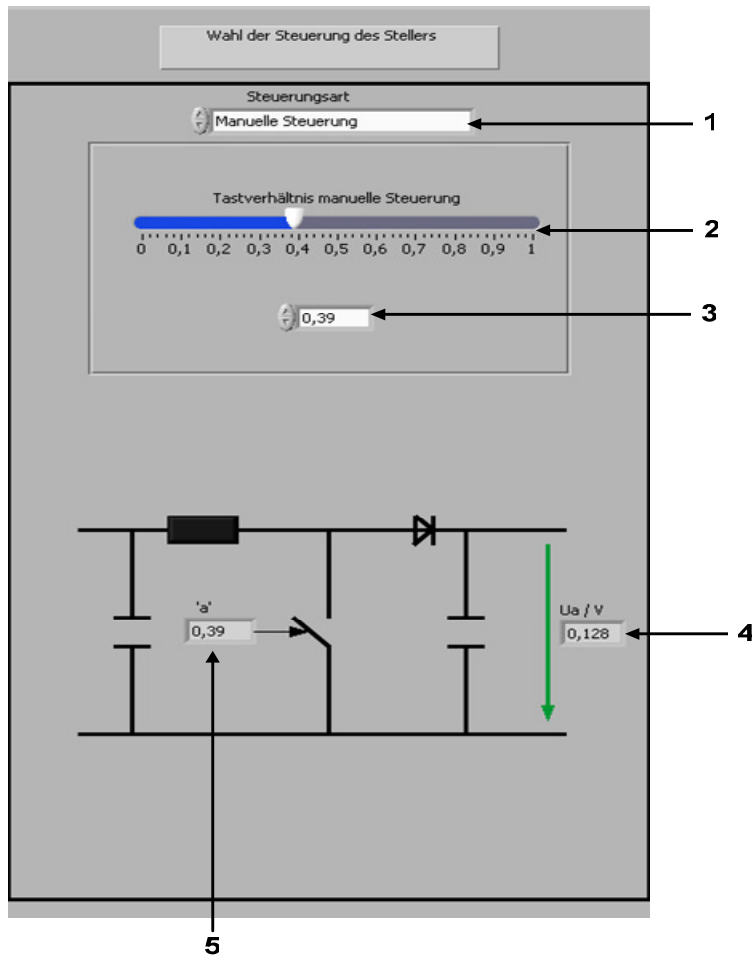 Wahl der Steuerung des Stellers
Steuerungsart
Manuelle Steuerung
1
Tastverhältnis manuelle Steuerung
2
0 0,1 0,2 0,3 0,4 0,5 0,6 0,7 0,8 0,9 1
0,39
3
'a'
0,39
Ua / V
0,128
4
5